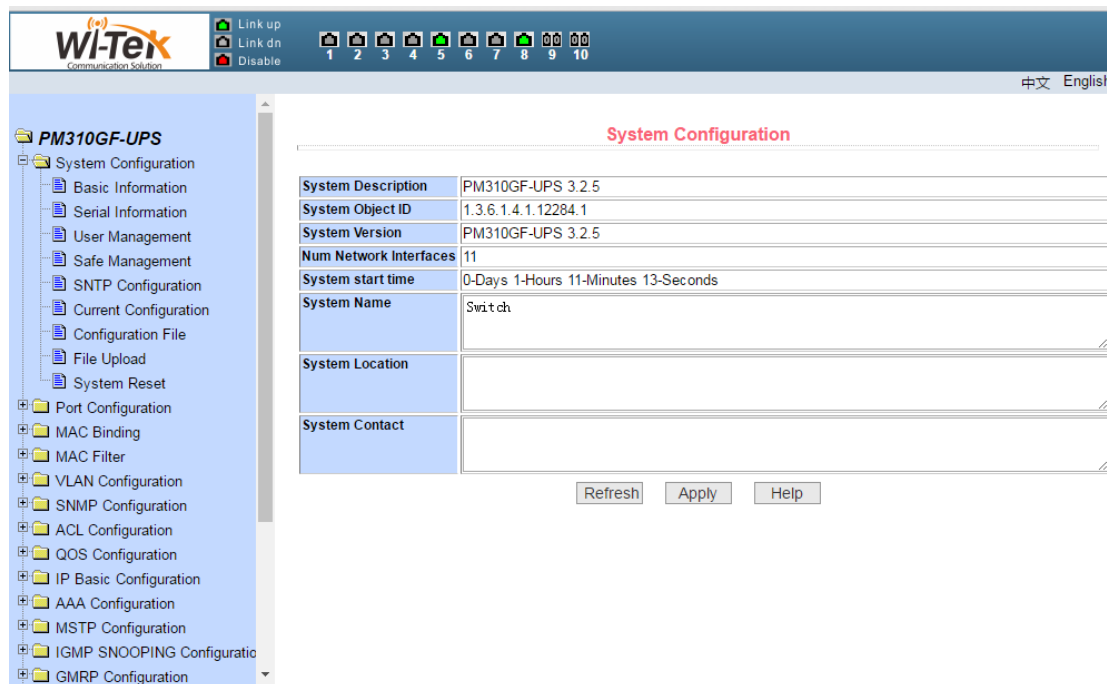 WI-Tek
Communication Solution
Link up
Link dn
Disable
1 2 3 4 5 6 7 8 9 10
中文 English
PM310GF-UPS
System Configuration
Basic Information
Serial Information
User Management
Safe Management
SNTP Configuration
Current Configuration
Configuration File
File Upload
System Reset
Port Configuration
MAC Binding
MAC Filter
VLAN Configuration
SNMP Configuration
ACL Configuration
QOS Configuration
IP Basic Configuration
AAA Configuration
MSTP Configuration
IGMP SNOOPING Configuratio
GMRP Configuration
System Configuration
System Description PM310GF-UPS 3.2.5
System Object ID 1.3.6.1.4.1.12284.1
System Version PM310GF-UPS 3.2.5
Num Network Interfaces 11
System start time 0-Days 1-Hours 11-Minutes 13-Seconds
System Name Switch
System Location
System Contact
Refresh Apply Help